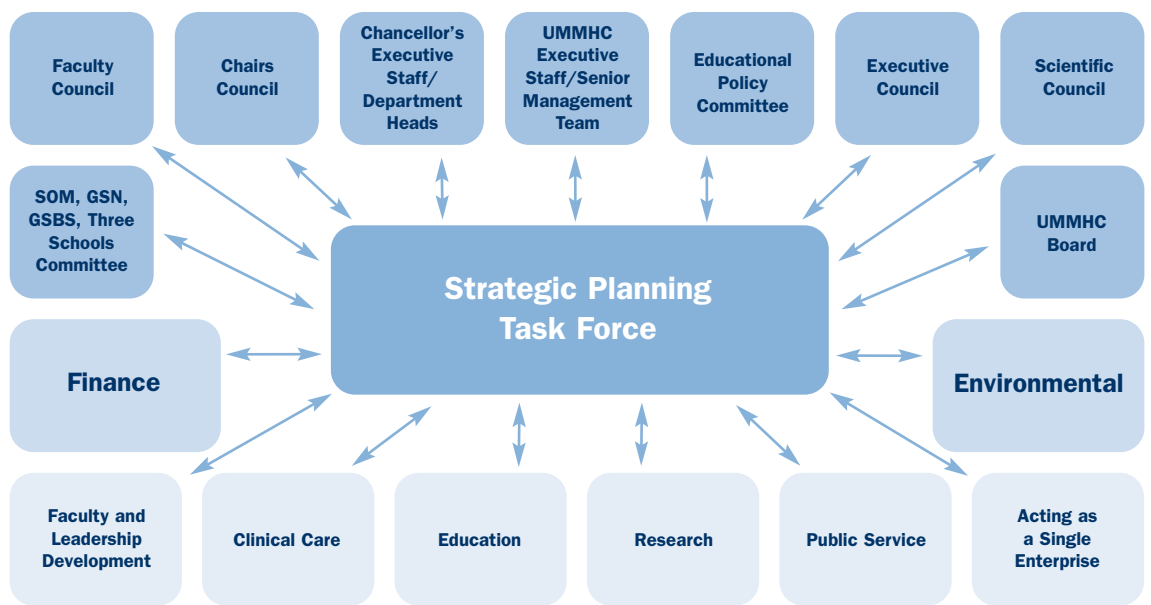 Faculty
Council
Chairs
Council
Chancellor's
Executive
Staff/
Department
Heads
UMMHC
Executive
Staff/Senior
Management
Team
Educational
Policy
Committee
Executive
Council
Scientific
Council
SOM, GSN,
GSBS, Three
Schools
Committee
UMMHC
Board
Strategic Planning
Task Force
Finance
Environmental
Faculty and
Leadership
Development
Clinical Care
Education
Research
Public Service
Acting as
a Single
Enterprise